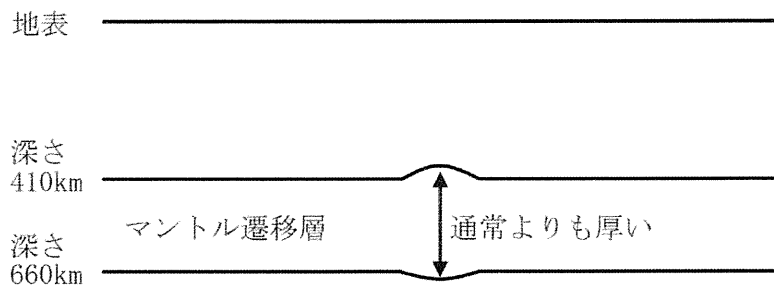 地表
深さ
410km
マントル遷移層
通常よりも厚い
深さ
660km